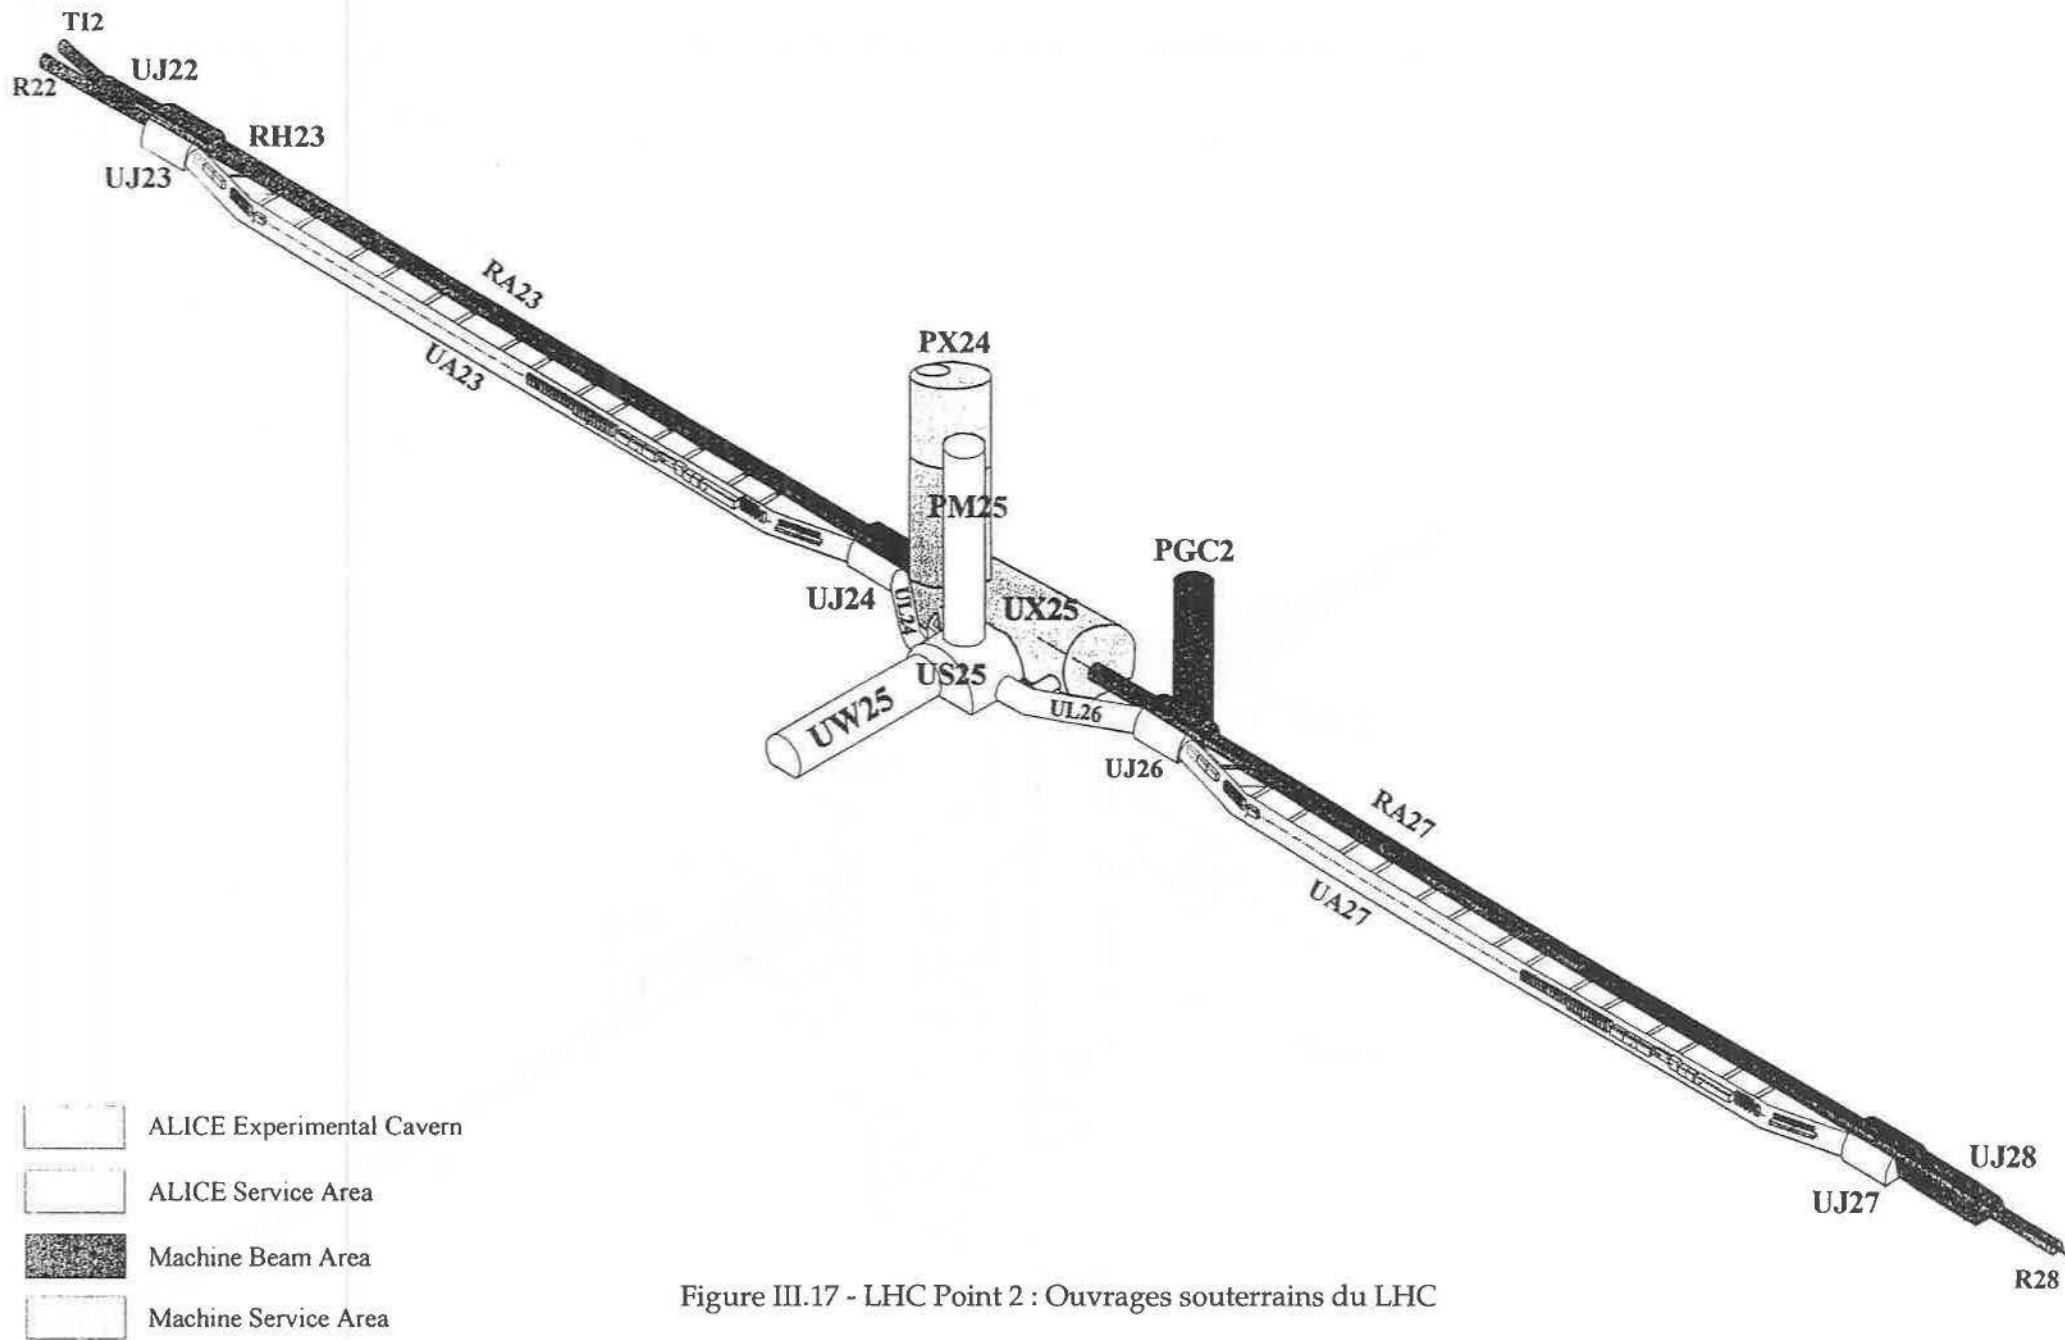 TI2
UJ22
R22
RH23
UJ23
RA23
UA23
PX24
PM25
PGC2
UJ24
UL24
UX25
US25
UW25
UL26
UJ26
RA27
UA27
UJ28
UJ27
R28
ALICE Experimental Cavern
ALICE Service Area
Machine Beam Area
Machine Service Area
Figure III.17 - LHC Point 2 : Ouvrages souterrains du LHC